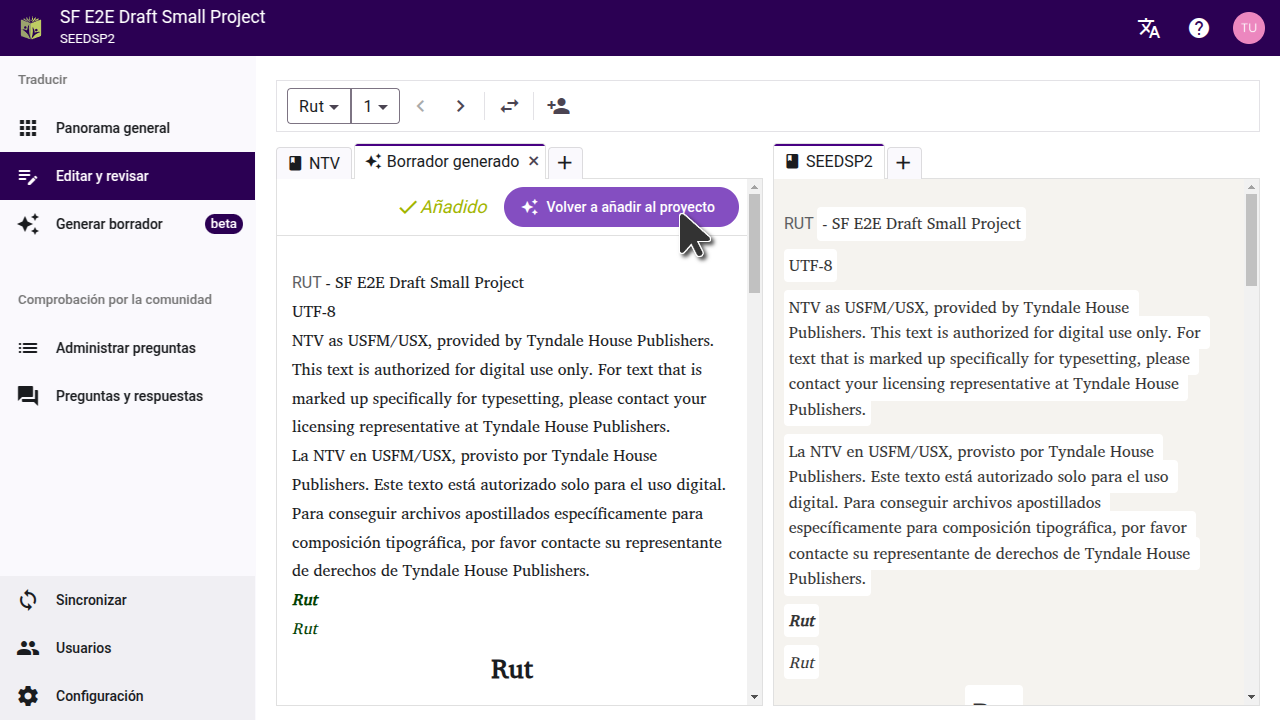 SF E2E Draft Small Project
SEEDSP2
TU
Traducir
Panorama general
Editar y revisar
Generar borrador
beta
Comprobación por la comunidad
Administrar preguntas
Preguntas y respuestas
Sincronizar
Usuarios
Configuración
Rut
1
NTV
Borrador generado
Añadido
Volver a añadir al proyecto
RUT - SF E2E Draft Small Project
UTF-8
NTV as USFM/USX, provided by Tyndale House Publishers.
This text is authorized for digital use only. For text that is
marked up specifically for typesetting, please contact your
licensing representative at Tyndale House Publishers.
La NTV en USFM/USX, provisto por Tyndale House
Publishers. Este texto está autorizado solo para el uso digital.
Para conseguir archivos apostillados específicamente para
composición tipográfica, por favor contacte su representante
de derechos de Tyndale House Publishers.
Rut
Rut
Rut
SEEDSP2
RUT - SF E2E Draft Small Project
UTF-8
NTV as USFM/USX, provided by Tyndale House
Publishers. This text is authorized for digital use only. For
text that is marked up specifically for typesetting, please
contact your licensing representative at Tyndale House
Publishers.
La NTV en USFM/USX, provisto por Tyndale House
Publishers. Este texto está autorizado solo para el uso
digital. Para conseguir archivos apostillados
específicamente para composición tipográfica, por favor
contacte su representante de derechos de Tyndale House
Publishers.
Rut
Rut